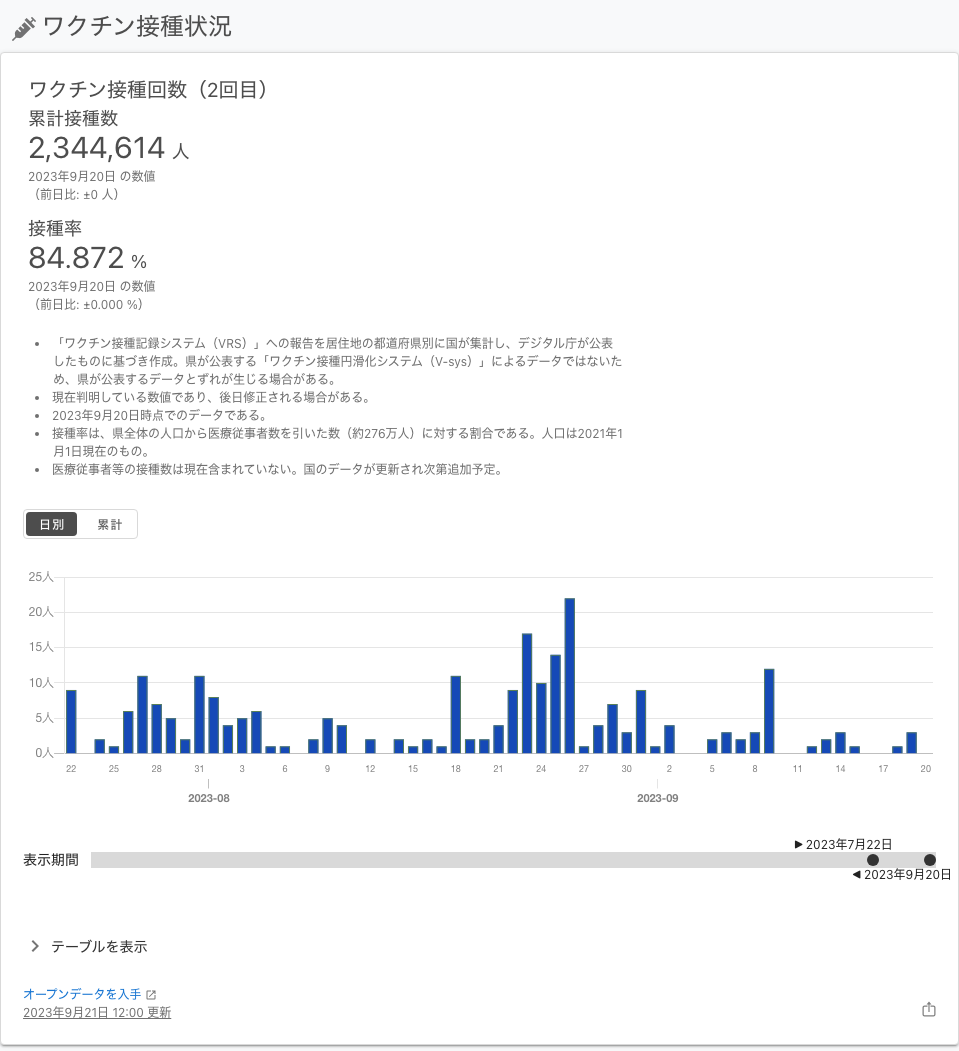 ワクチン接種状況
ワクチン接種回数（2回目）
累計接種数
2,344,614 人
2023年9月20日 の数値
（前日比: ±0 人）
接種率
84.872 %
2023年9月20日 の数値
（前日比: ±0.000 %）
• 「ワクチン接種記録システム（VRS）」への報告を居住地の都道府県別に国が集計し、デジタル庁が公表
したものに基づき作成。県が公表する「ワクチン接種円滑化システム（V-sys）」によるデータではないた
め、県が公表するデータとずれが生じる場合がある。
• 現在判明している数値であり、後日修正される場合がある。
• 2023年9月20日時点でのデータである。
• 接種率は、県全体の人口から医療従事者数を引いた数（約276万人）に対する割合である。人口は2021年1
月1日現在のもの。
• 医療従事者等の接種数は現在含まれていない。国のデータが更新され次第追加予定。
日別 累計
25人
20人
15人
10人
5人
0人
22 25 28 31 3 6 9 12 15 18 21 24 27 30 2 5 8 11 14 17 20
2023-08 2023-09
▶ 2023年7月22日
表示期間
◀ 2023年9月20日
テーブルを表示
オープンデータを入手
2023年9月21日 12:00 更新